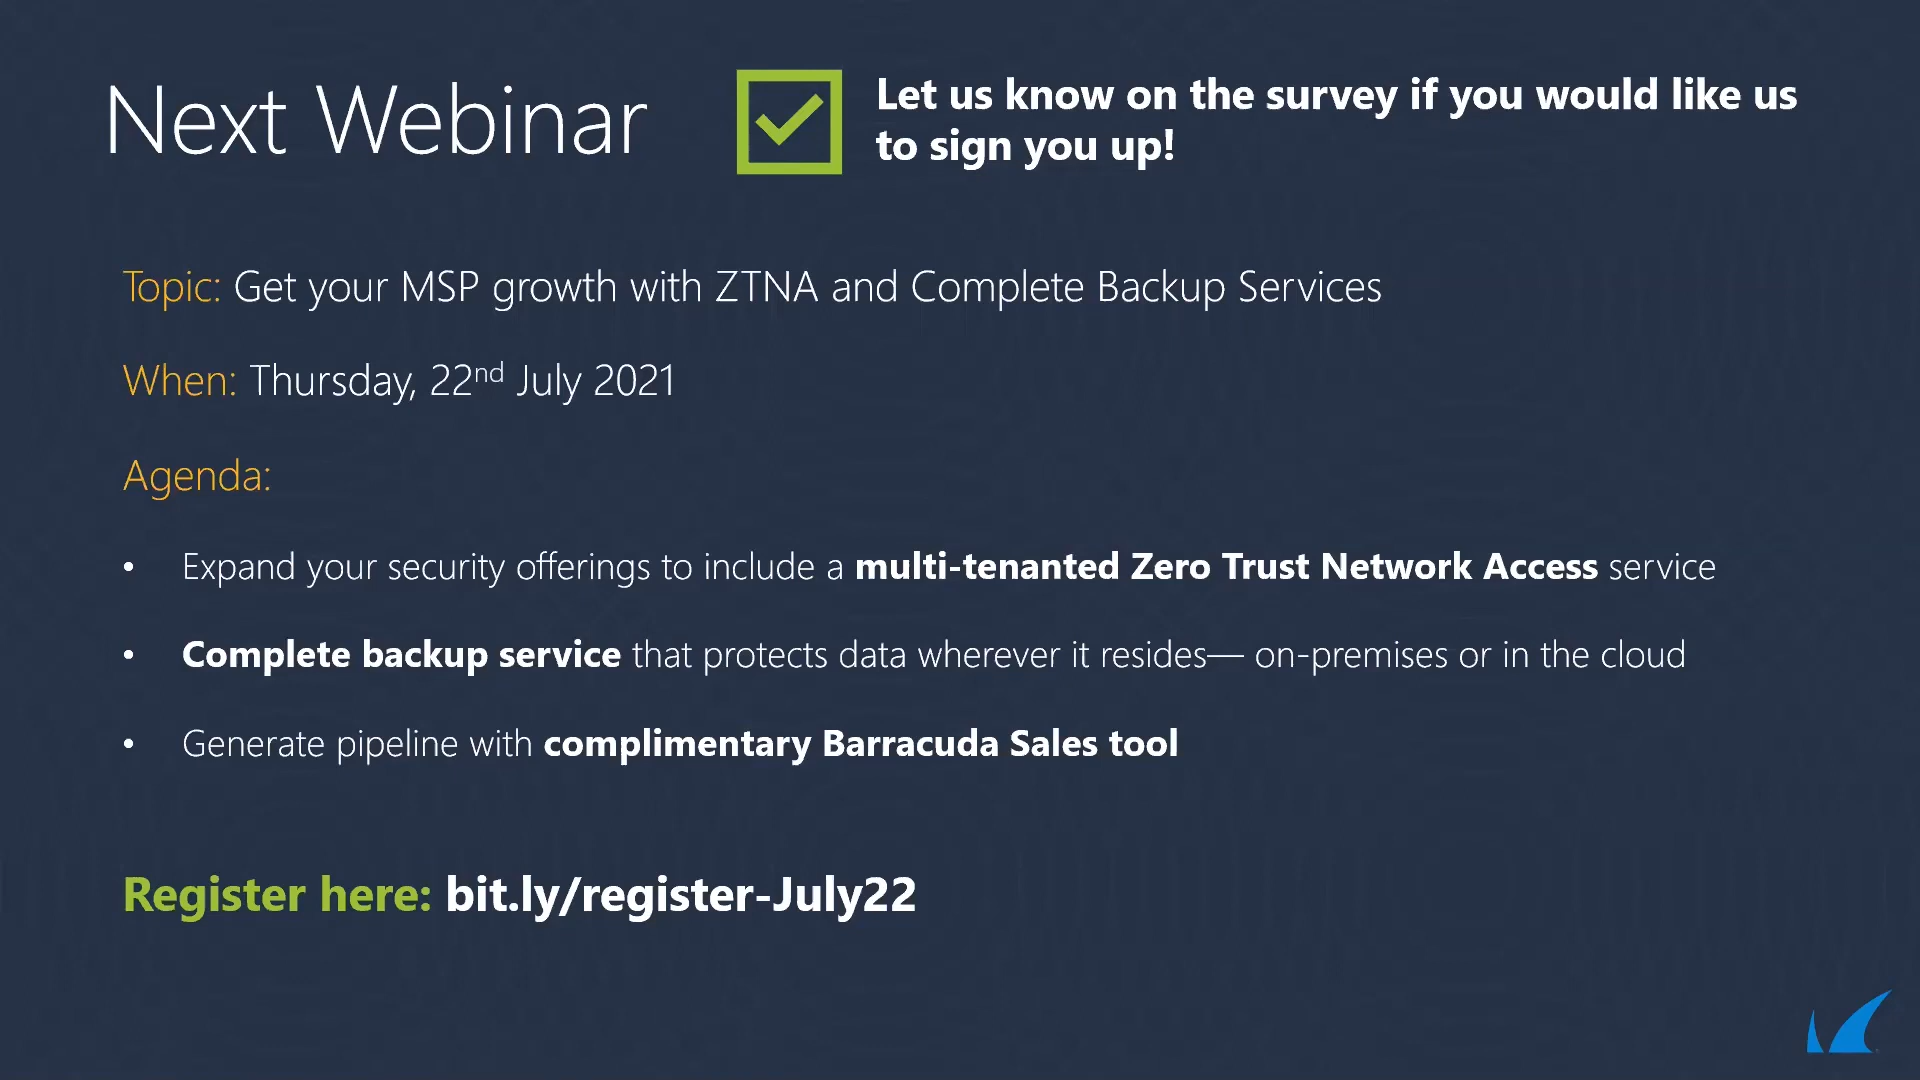 Next Webinar
Let us know on the survey if you would like us
to sign you up!
Topic: Get your MSP growth with ZTNA and Complete Backup Services
When: Thursday, 22nd July 2021
Agenda:
• Expand your security offerings to include a multi-tenanted Zero Trust Network Access service
• Complete backup service that protects data wherever it resides— on-premises or in the cloud
• Generate pipeline with complimentary Barracuda Sales tool
Register here: bit.ly/register-July22